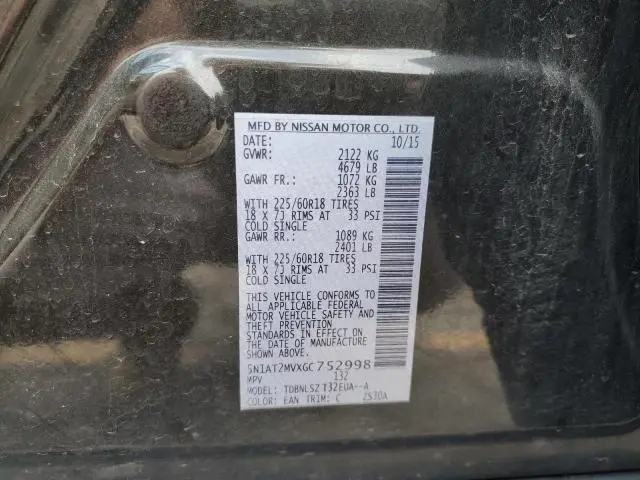 MFD BY NISSAN MOTOR CO., LTD.
DATE: 10/15
GVWR: 2122 KG
4679 LB
GAWR FR.: 1072 KG
2363 LB
WITH 225/60R18 TIRES
18 X 7J RIMS AT 33 PSI
COLD SINGLE
GAWR RR.: 1089 KG
2401 LB
WITH 225/60R18 TIRES
18 X 7J RIMS AT 33 PSI
COLD SINGLE
THIS VEHICLE CONFORMS TO
ALL APPLICABLE FEDERAL
MOTOR VEHICLE SAFETY AND
THEFT PREVENTION
STANDARDS IN EFFECT ON
THE DATE OF MANUFACTURE
SHOWN ABOVE.
5N1AT2MVXGC752998
MPV 132
MODEL: TDBNLSZ T32EUA--A
COLOR: EAN TRIM: C ZS30A